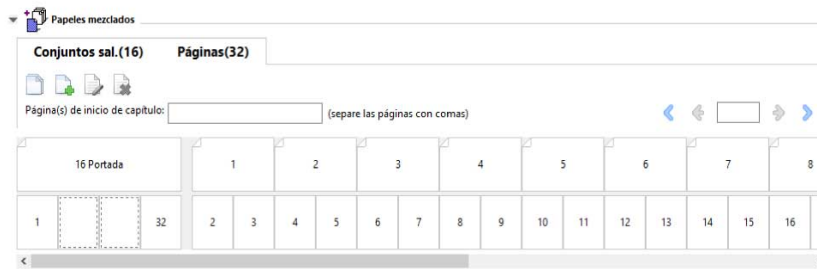 Papeles mezclados
Conjuntos sal.(16) Páginas(32)
Página(s) de inicio de capítulo: (separe las páginas con comas)
16 Portada 1 2 3 4 5 6 7 8
1 32 2 3 4 5 6 7 8 9 10 11 12 13 14 15 16